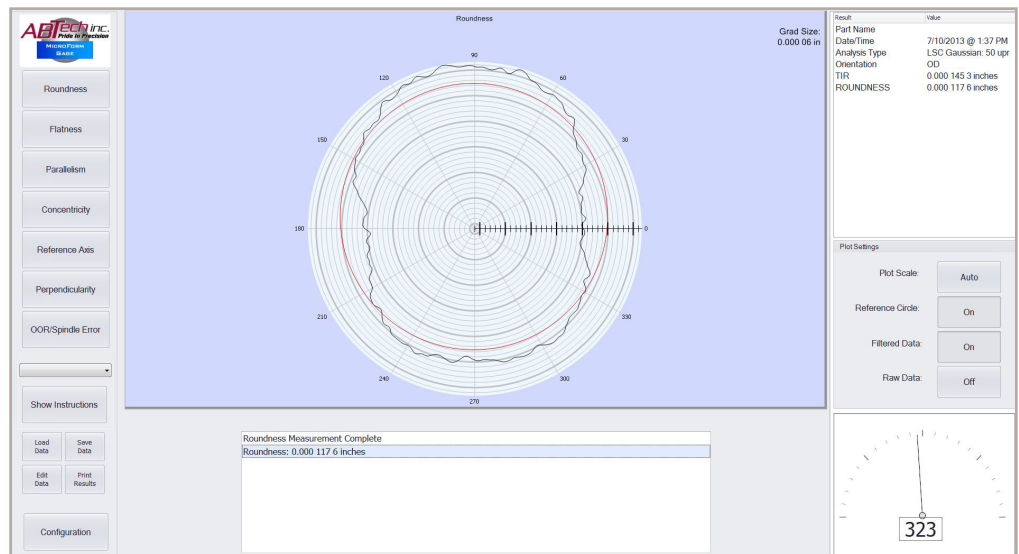 ABTech inc.
Pride in Precision
MICROFORM
GAGE
Roundness
Flatness
Parallelism
Concentricity
Reference Axis
Perpendicularity
OOR/Spindle Error
Show Instructions
Load Data
Save Data
Edit Data
Print Results
Configuration
Roundness
Grad Size:
0.000 06 in
90
120
60
150
30
180
0
210
330
240
300
270
Roundness Measurement Complete
Roundness: 0.000 117 6 inches
Result Value
Part Name
Date/Time 7/10/2013 @ 1:37 PM
Analysis Type LSC Gaussian: 50 upr
Orientation OD
TIR 0.000 145 3 inches
ROUNDNESS 0.000 117 6 inches
Plot Settings
Plot Scale: Auto
Reference Circle: On
Filtered Data: On
Raw Data: Off
323